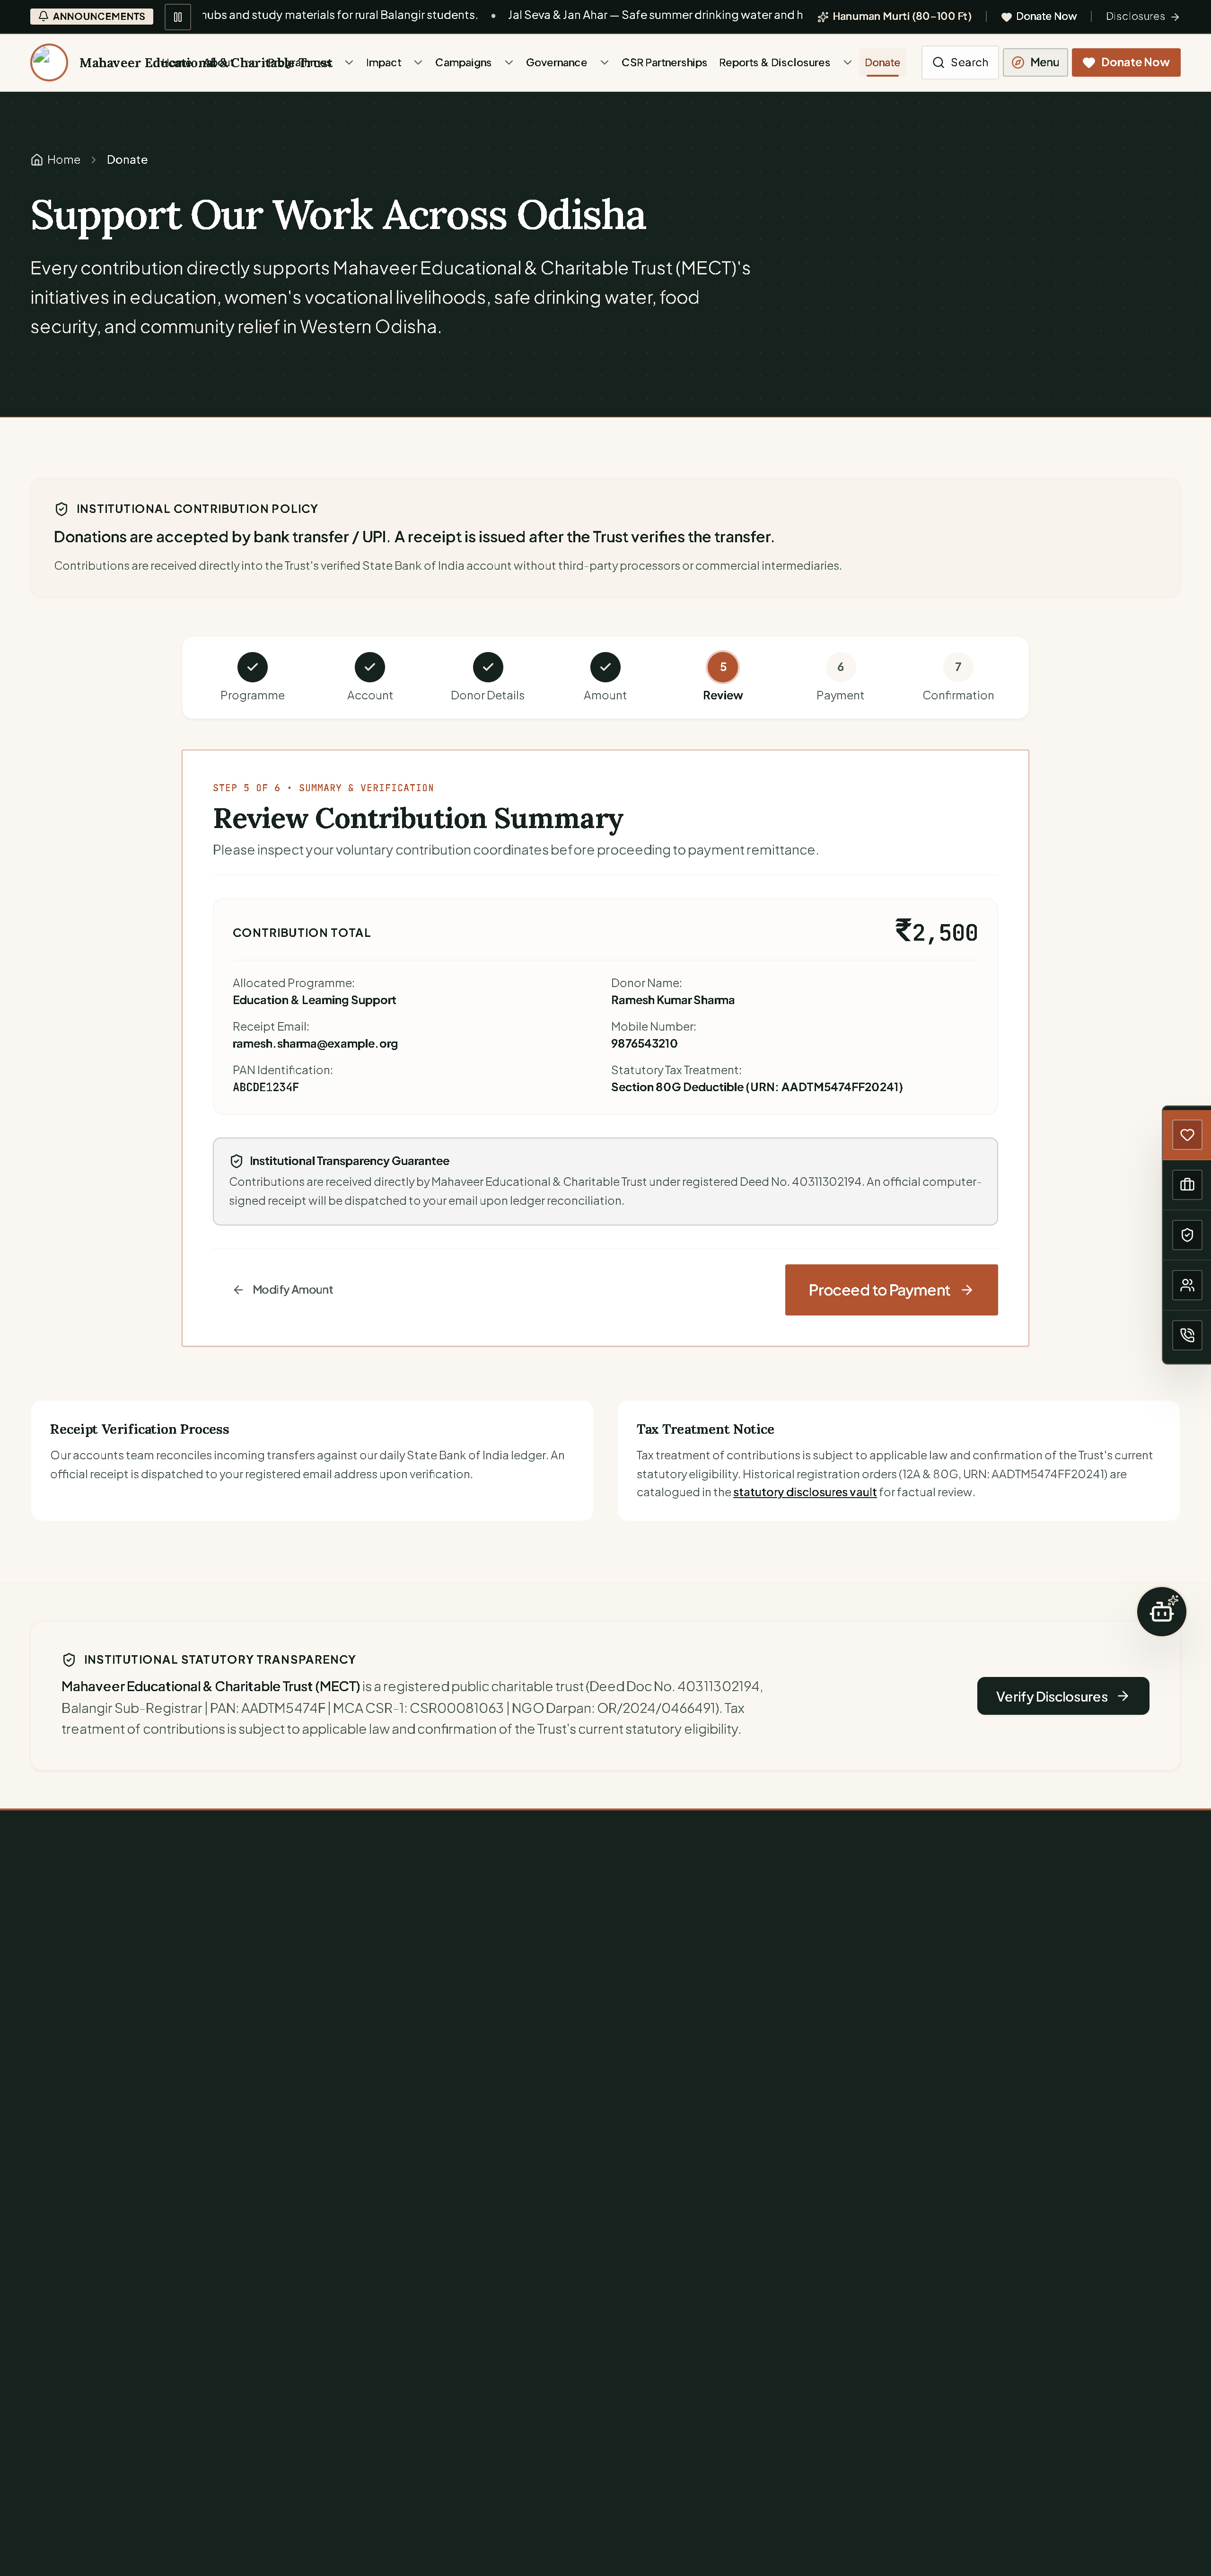 ANNOUNCEMENTS
hubs and study materials for rural Balangir students. • Jal Seva & Jan Ahar — Safe summer drinking water and h
Hanuman Murti (80–100 Ft)
Donate Now
Disclosures →
Mahaveer Educational & Charitable Trust
Home
About
Programmes
Impact
Campaigns
Governance
CSR Partnerships
Reports & Disclosures
Donate
Search
Menu
Donate Now
Home > Donate
Support Our Work Across Odisha
Every contribution directly supports Mahaveer Educational & Charitable Trust (MECT)'s
initiatives in education, women's vocational livelihoods, safe drinking water, food
security, and community relief in Western Odisha.
INSTITUTIONAL CONTRIBUTION POLICY
Donations are accepted by bank transfer / UPI. A receipt is issued after the Trust verifies the transfer.
Contributions are received directly into the Trust's verified State Bank of India account without third-party processors or commercial intermediaries.
5
6
7
Programme
Account
Donor Details
Amount
Review
Payment
Confirmation
STEP 5 OF 6 • SUMMARY & VERIFICATION
Review Contribution Summary
Please inspect your voluntary contribution coordinates before proceeding to payment remittance.
CONTRIBUTION TOTAL
₹2,500
Allocated Programme:
Education & Learning Support
Donor Name:
Ramesh Kumar Sharma
Receipt Email:
ramesh.sharma@example.org
Mobile Number:
9876543210
PAN Identification:
ABCDE1234F
Statutory Tax Treatment:
Section 80G Deductible (URN: AADTM5474FF20241)
Institutional Transparency Guarantee
Contributions are received directly by Mahaveer Educational & Charitable Trust under registered Deed No. 40311302194. An official computer-
signed receipt will be dispatched to your email upon ledger reconciliation.
← Modify Amount
Proceed to Payment →
Receipt Verification Process
Our accounts team reconciles incoming transfers against our daily State Bank of India ledger. An
official receipt is dispatched to your registered email address upon verification.
Tax Treatment Notice
Tax treatment of contributions is subject to applicable law and confirmation of the Trust's current
statutory eligibility. Historical registration orders (12A & 80G, URN: AADTM5474FF20241) are
catalogued in the statutory disclosures vault for factual review.
INSTITUTIONAL STATUTORY TRANSPARENCY
Mahaveer Educational & Charitable Trust (MECT) is a registered public charitable trust (Deed Doc No. 40311302194,
Balangir Sub-Registrar | PAN: AADTM5474F | MCA CSR-1: CSR00081063 | NGO Darpan: OR/2024/0466491). Tax
treatment of contributions is subject to applicable law and confirmation of the Trust's current statutory eligibility.
Verify Disclosures →